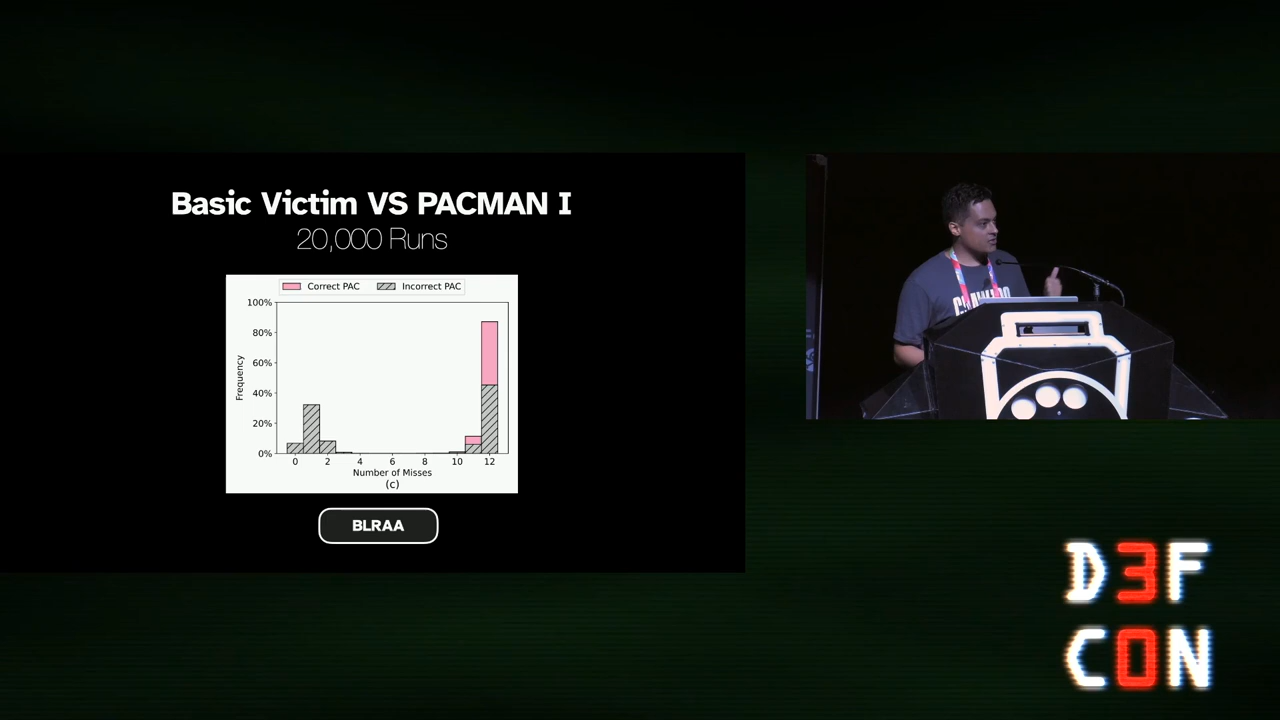 Basic Victim VS PACMAN I
20,000 Runs
Correct PAC
Incorrect PAC
100%
80%
60%
40%
20%
0%
Frequency
0 2 4 6 8 10 12
Number of Misses
(c)
BLRAA
D3F
C0N